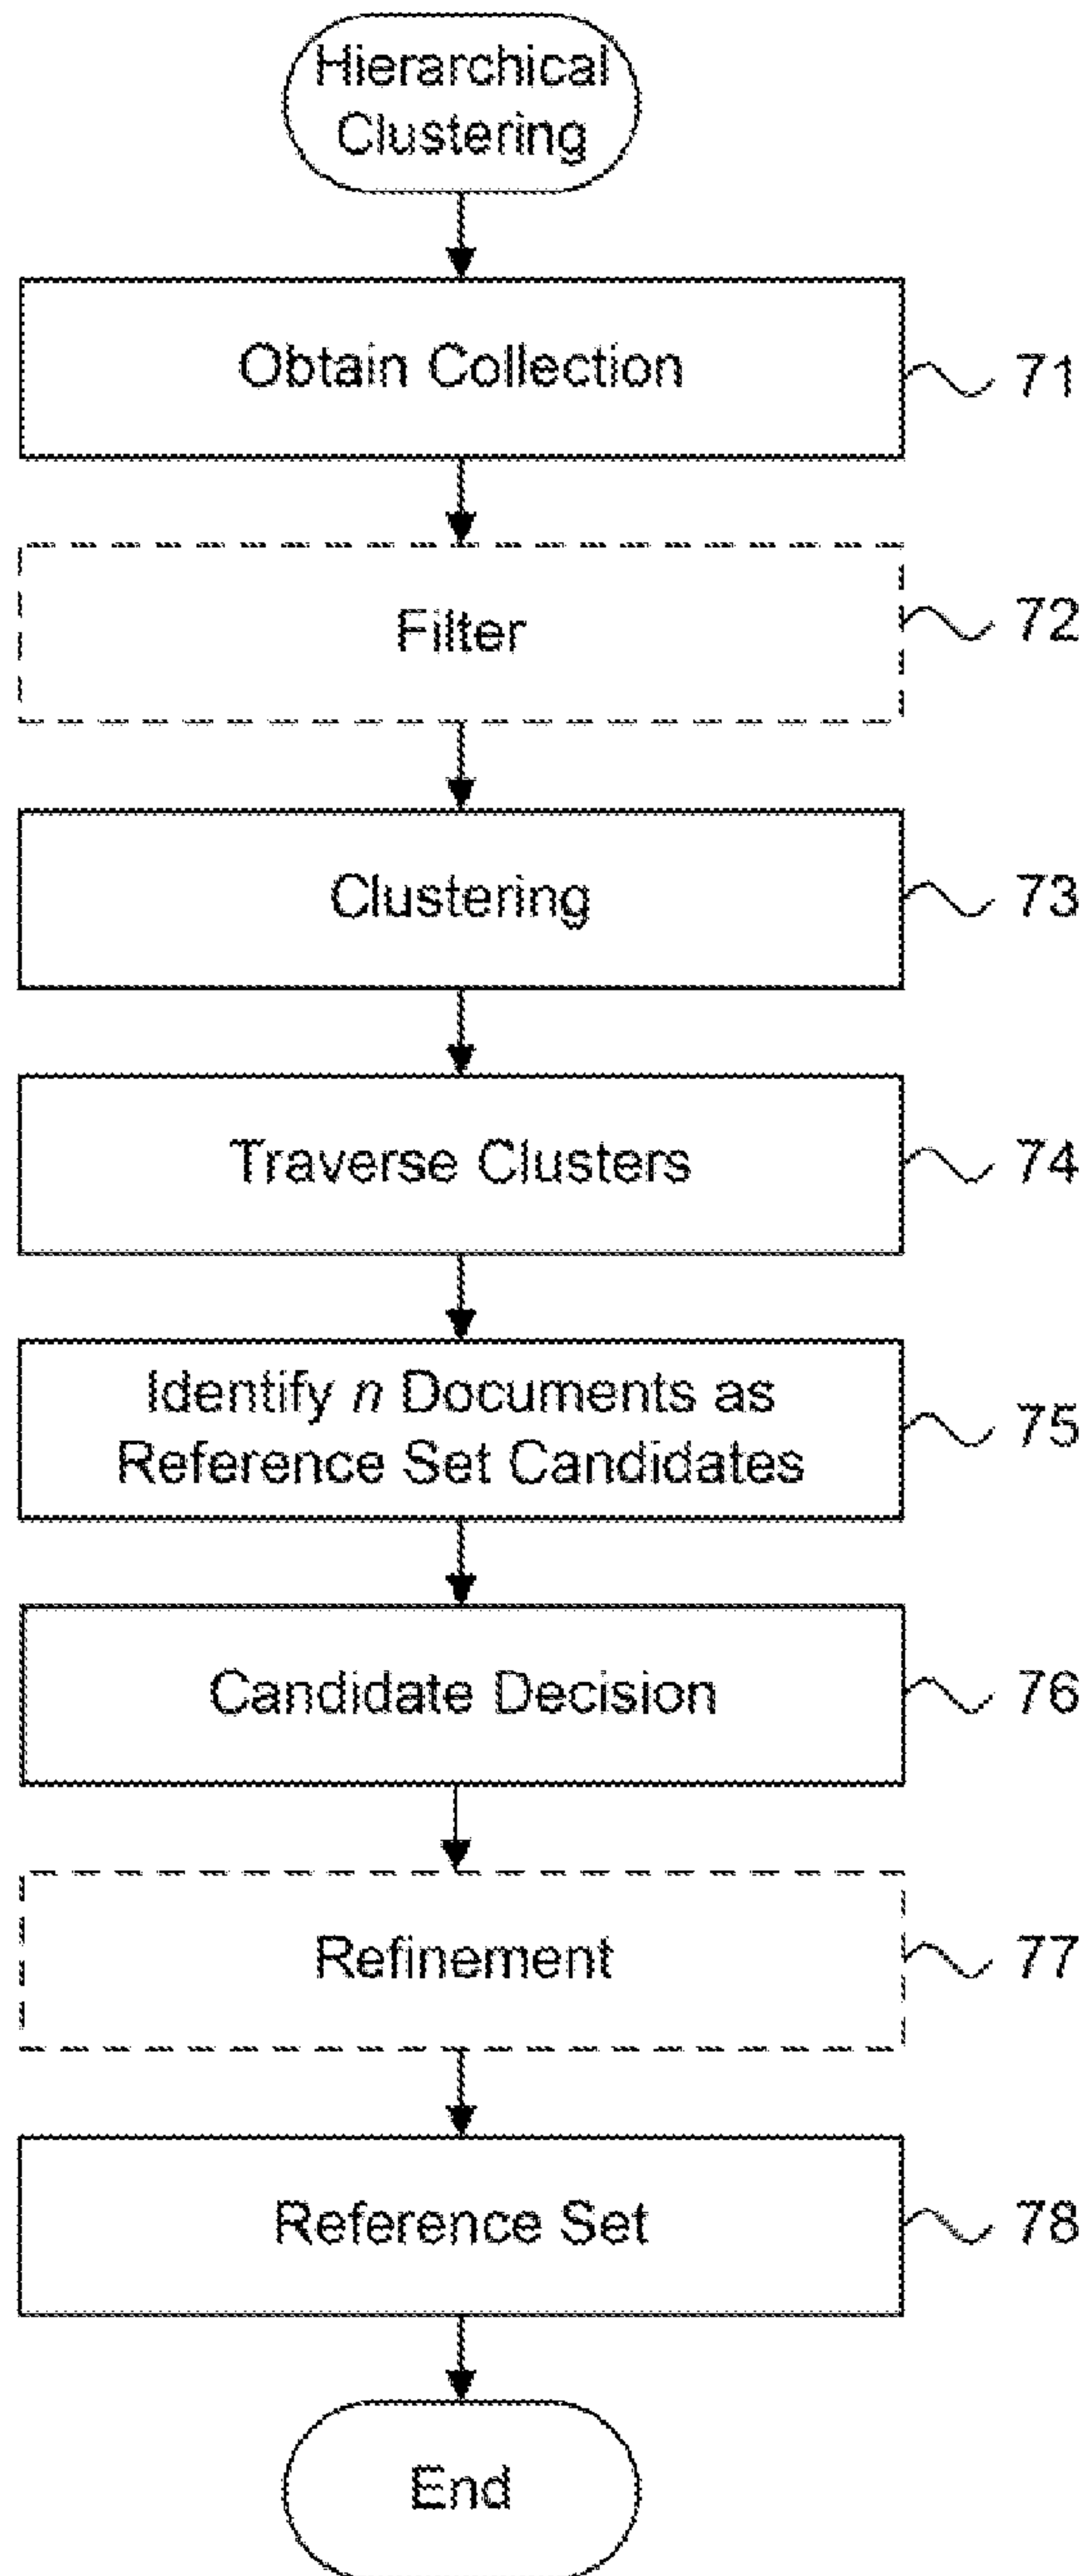 Hierarchical
Clustering
Obtain Collection
71
Filter
72
Clustering
73
Traverse Clusters
74
Identify n Documents as
Reference Set Candidates
75
Candidate Decision
76
Refinement
77
Reference Set
78
End